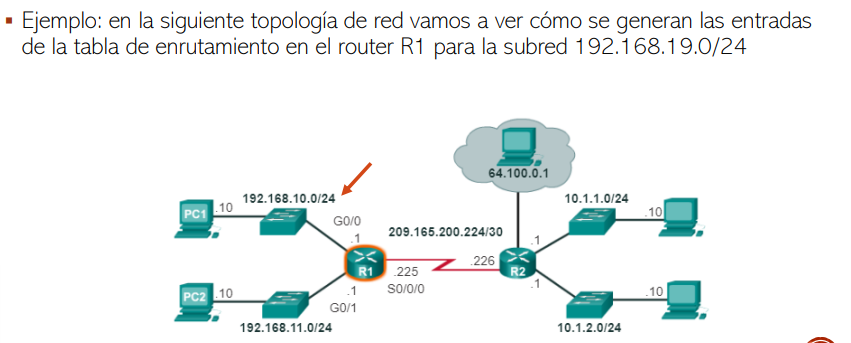 ▪ Ejemplo: en la siguiente topología de red vamos a ver cómo se generan las entradas
de la tabla de enrutamiento en el router R1 para la subred 192.168.19.0/24
64.100.0.1
192.168.10.0/24
10.1.1.0/24
PC1
.10
.10
G0/0
209.165.200.224/30
.1
.1
R1
.225
.226
R2
S0/0/0
PC2
.10
.1
.1
.10
G0/1
192.168.11.0/24
10.1.2.0/24